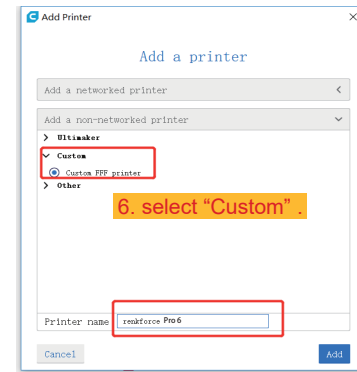 Add Printer
Add a printer
Add a networked printer
Add a non-networked printer
Ultimaker
Custom
Custom FFF printer
Other
6. select “Custom” .
Printer name renkforce Pro 6
Cancel Add